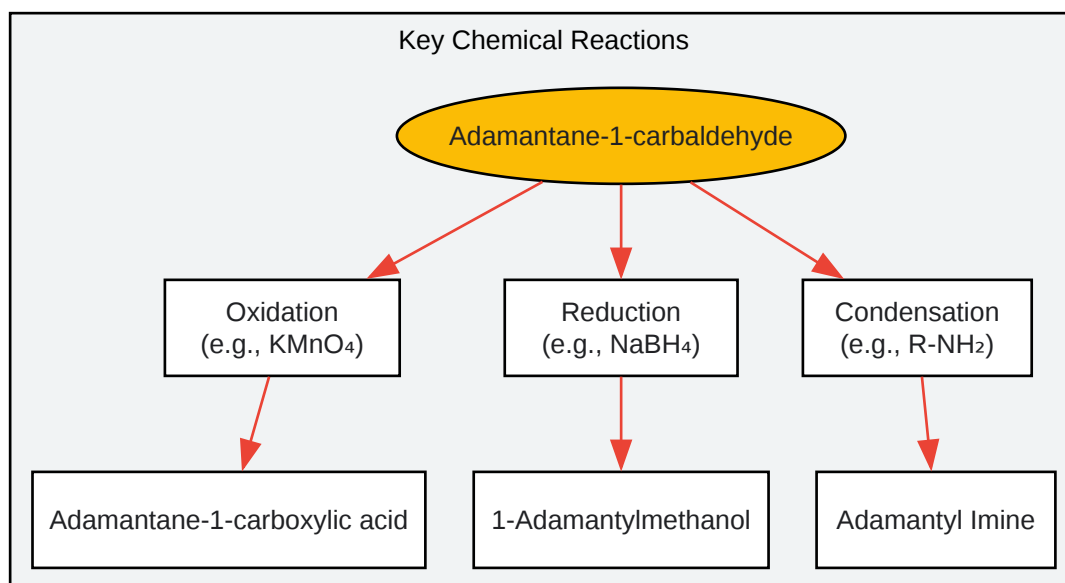 Key Chemical Reactions
Adamantane-1-carbaldehyde
Oxidation
(e.g., KMnO₄)
Reduction
(e.g., NaBH₄)
Condensation
(e.g., R-NH₂)
Adamantane-1-carboxylic acid
1-Adamantylmethanol
Adamantyl Imine